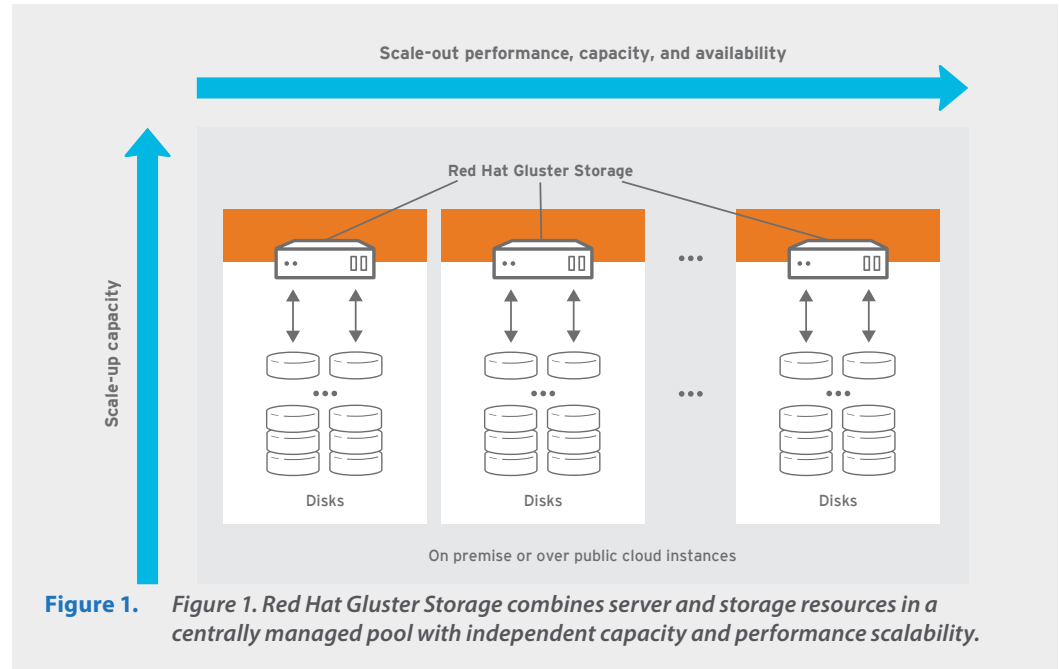 Scale-out performance, capacity, and availability
Scale-up capacity
Red Hat Gluster Storage
Disks
Disks
Disks
On premise or over public cloud instances
Figure 1. Figure 1. Red Hat Gluster Storage combines server and storage resources in a
centrally managed pool with independent capacity and performance scalability.